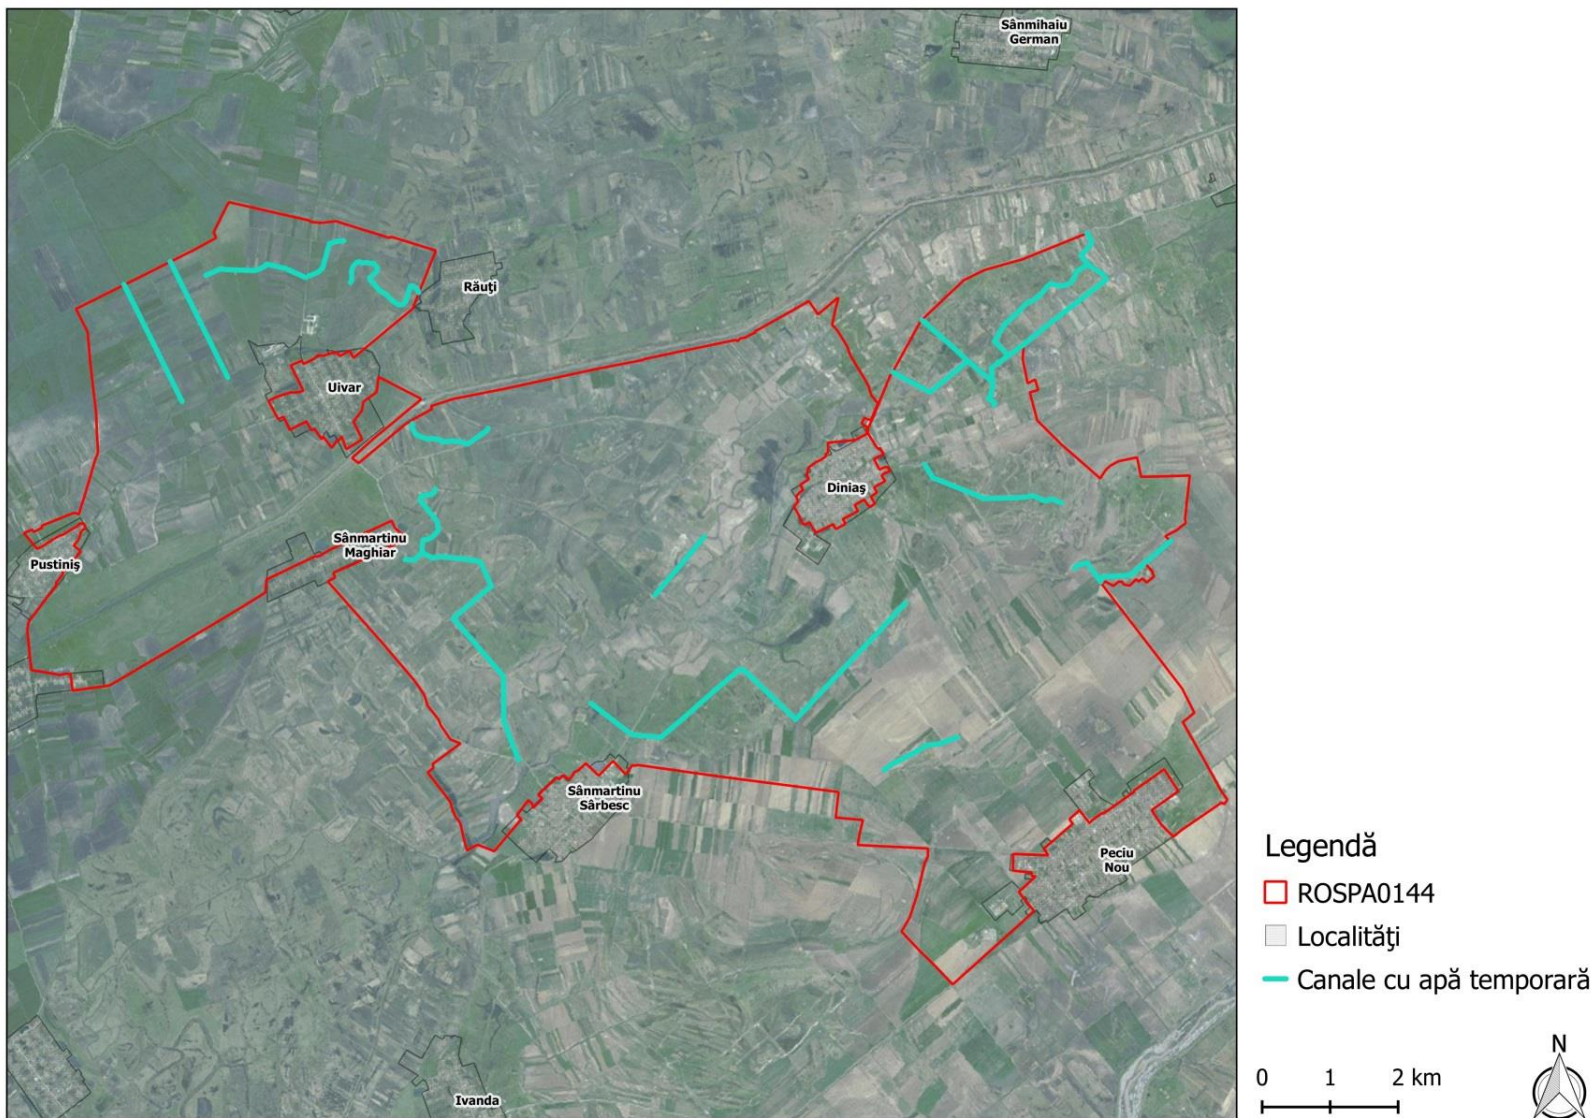 Sânmihaiu
German
Răuţi
Uivar
Diniaş
Sânmartinu
Maghiar
Pustiniş
Sânmartinu
Sârbesc
Peciu
Nou
Ivanda
Legendă
ROSPA0144
Localităţi
Canale cu apă temporară
N
0 1 2 km